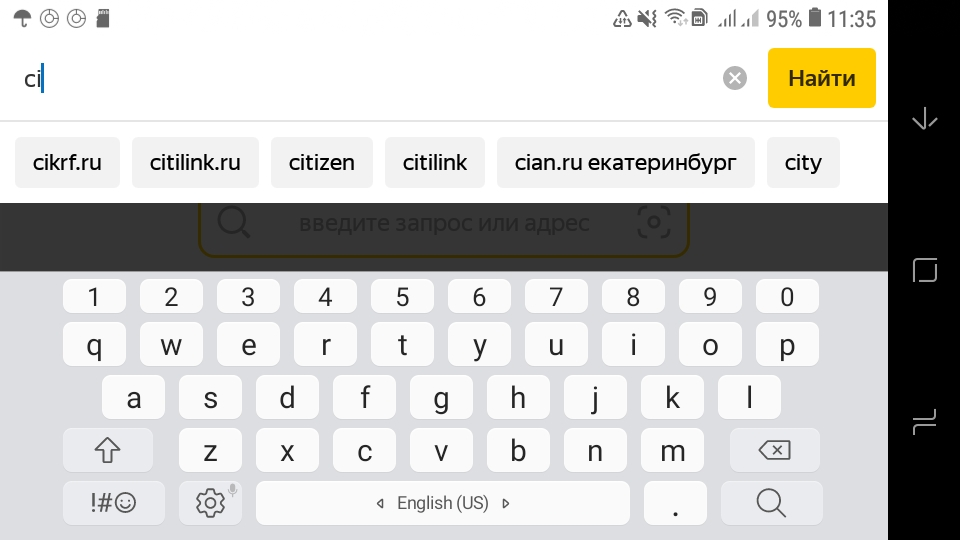 95% 11:35
ci Найти
cikrf.ru citilink.ru citizen citilink cian.ru екатеринбург city
введите запрос или адрес
1 2 3 4 5 6 7 8 9 0
q w e r t y u i o p
a s d f g h j k l
z x c v b n m
!#☺ English (US) .